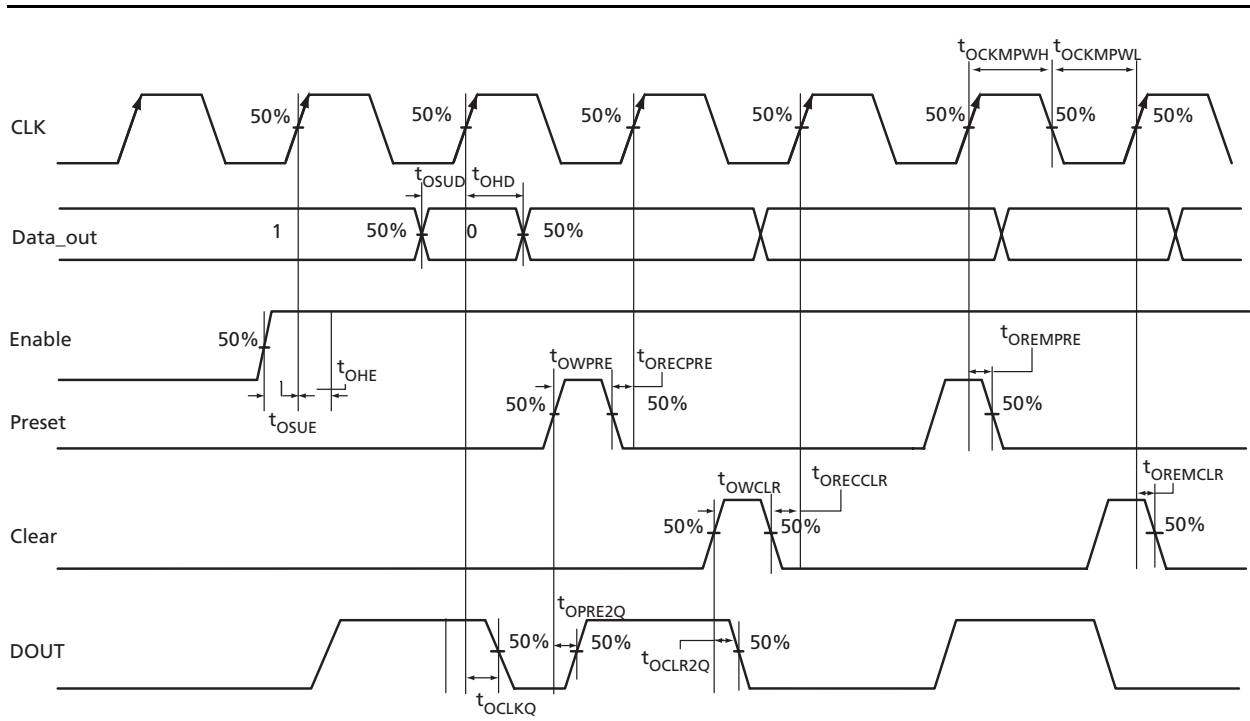 tOCKMPWH tOCKMPWL
CLK 50% 50% 50% 50% 50% 50% 50%
tOSUD tOHD
Data_out 1 50% 0 50%
Enable 50%
tOHE
tOSUE
tOWPRE tORECPRE tOREMPRE
Preset 50% 50% 50%
tOWCLR tORECCLR tOREMCLR
Clear 50% 50% 50%
tOPRE2Q
DOUT 50% 50% tOCLR2Q 50%
tOCLKQ